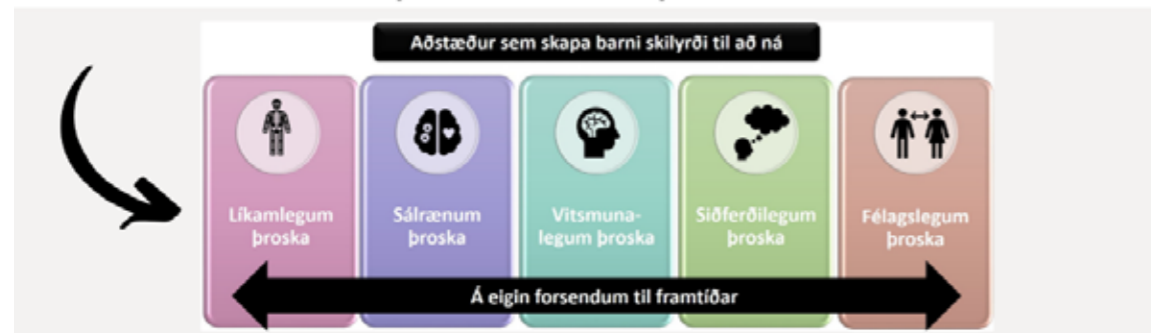 Aðstæður sem skapa barni skilyrði til að ná
Líkamlegum
þroska
Sálrænum
þroska
Vitsmuna-
legum þroska
Siðferðilegum
þroska
Félagslegum
þroska
Á eigin forsendum til framtíðar